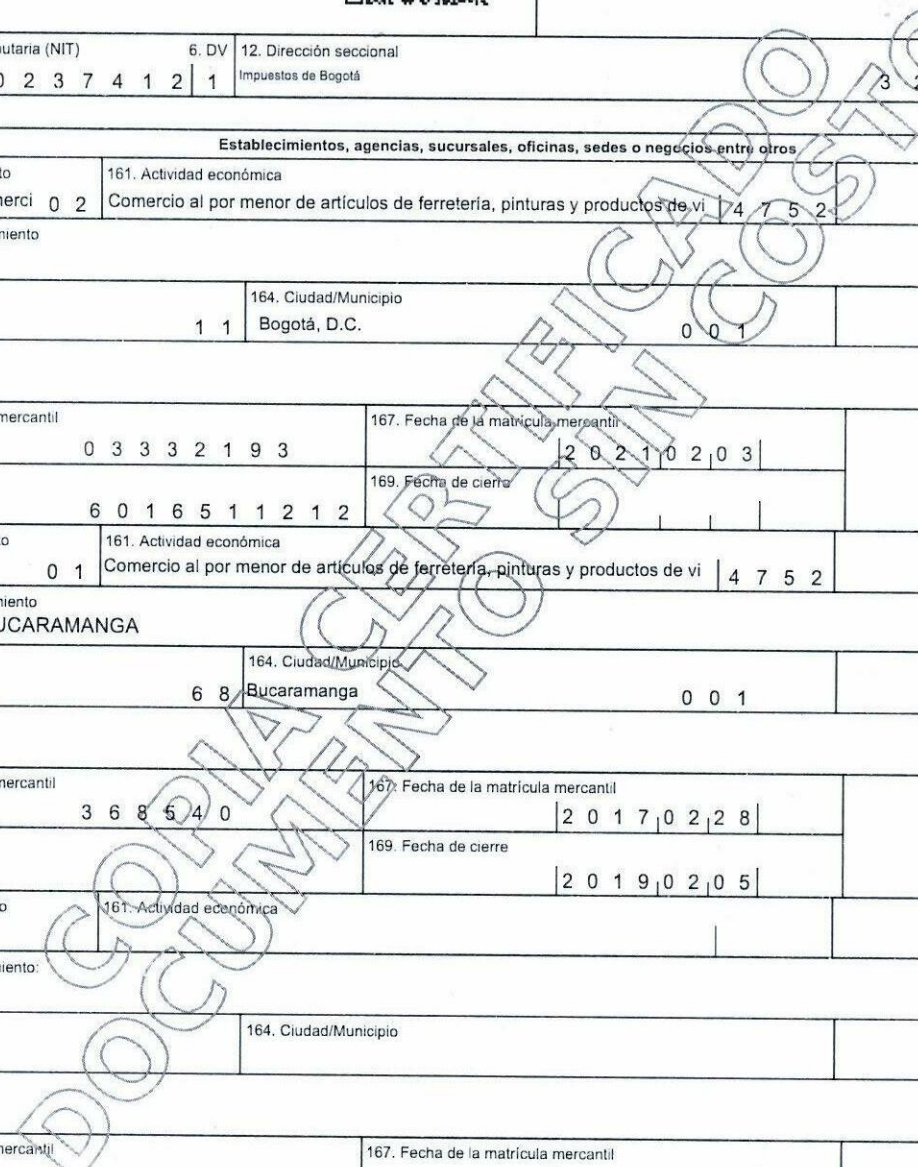 utaria (NIT) 6. DV 12. Dirección seccional
0 2 3 7 4 1 2 1 Impuestos de Bogotá 3 2
Establecimientos, agencias, sucursales, oficinas, sedes o negocios entre otros
to 161. Actividad económica
merci 0 2 Comercio al por menor de artículos de ferretería, pinturas y productos de vi 4 7 5 2
miento
164. Ciudad/Municipio
1 1 Bogotá, D.C. 0 0 1
mercantil 167. Fecha de la matrícula mercantil
0 3 3 3 2 1 9 3 2 0 2 1 0 2 0 3
169. Fecha de cierre
6 0 1 6 5 1 1 2 1 2
o 161. Actividad económica
0 1 Comercio al por menor de artículos de ferretería, pinturas y productos de vi 4 7 5 2
miento
UCARAMANGA
164. Ciudad/Municipio
6 8 Bucaramanga 0 0 1
mercantil 167. Fecha de la matrícula mercantil
3 6 8 5 4 0 2 0 1 7 0 2 2 8
169. Fecha de cierre
2 0 1 9 0 2 0 5
o 161. Actividad económica
iento:
164. Ciudad/Municipio
mercantil 167. Fecha de la matrícula mercantil
COPIA CERTIFICADO
DOCUMENTO SIN COSTO